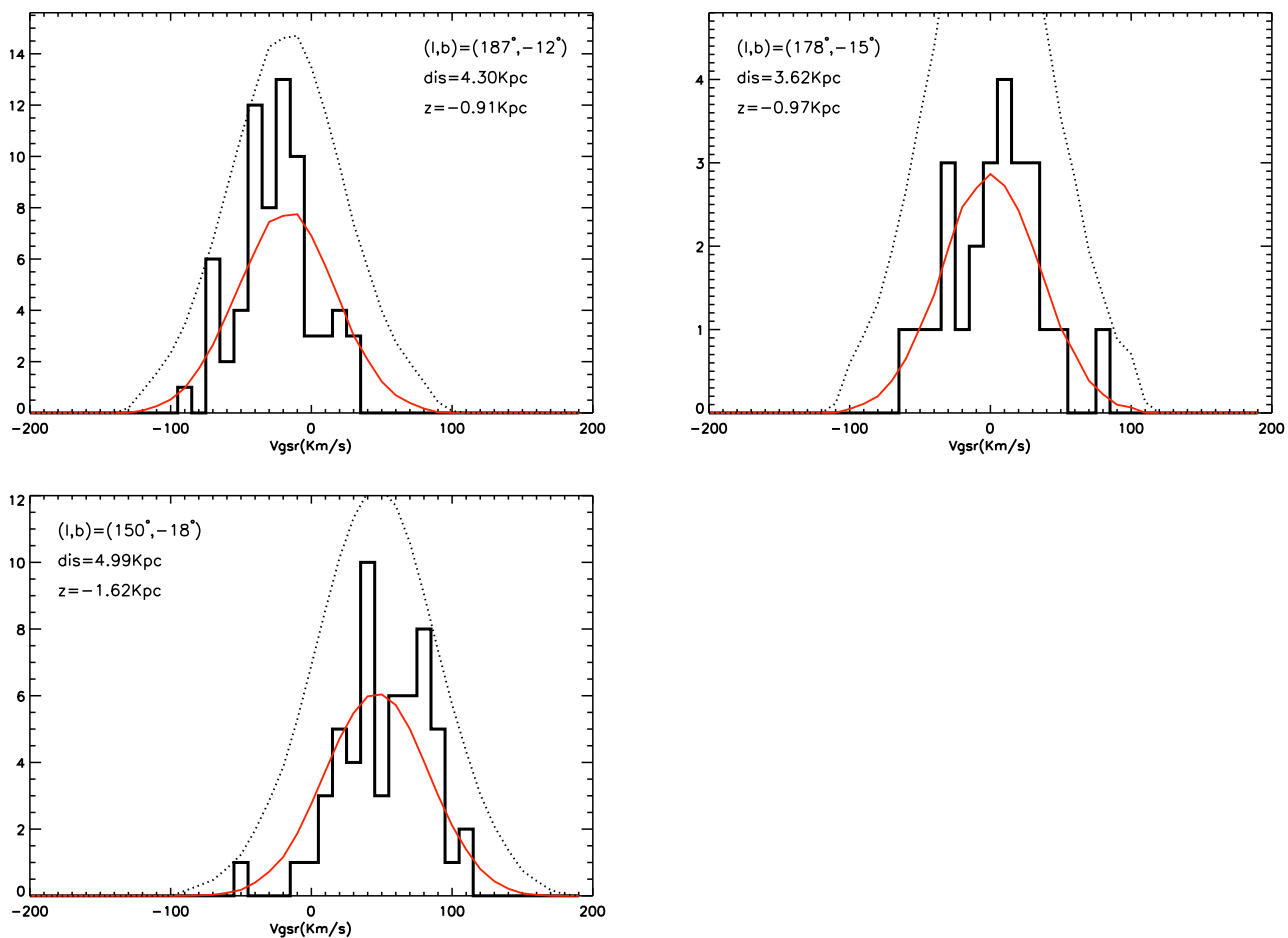 14
12
10
8
6
4
2
0
(l,b)=(187°,−12°)
dis=4.30Kpc
z=−0.91Kpc
−200 −100 0 100 200
Vgsr(Km/s)
4
3
2
1
0
(l,b)=(178°,−15°)
dis=3.62Kpc
z=−0.97Kpc
−200 −100 0 100 200
Vgsr(Km/s)
12
10
8
6
4
2
0
(l,b)=(150°,−18°)
dis=4.99Kpc
z=−1.62Kpc
−200 −100 0 100 200
Vgsr(Km/s)